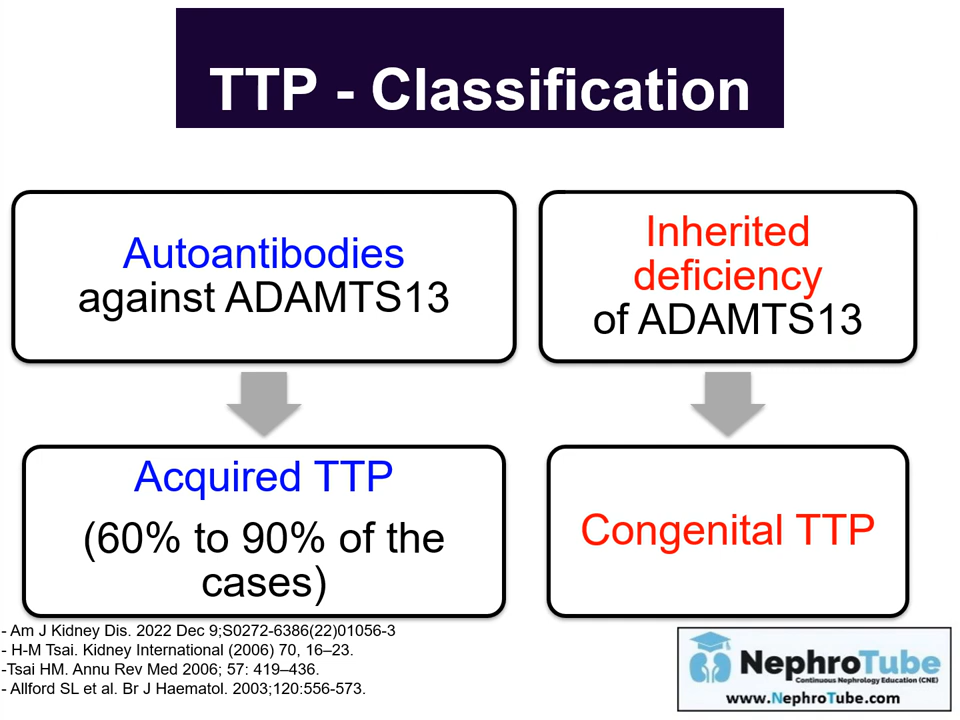 TTP - Classification
Autoantibodies
against ADAMTS13
Inherited
deficiency
of ADAMTS13
Acquired TTP
(60% to 90% of the
cases)
Congenital TTP
- Am J Kidney Dis. 2022 Dec 9;S0272-6386(22)01056-3
- H-M Tsai. Kidney International (2006) 70, 16–23.
-Tsai HM. Annu Rev Med 2006; 57: 419–436.
- Allford SL et al. Br J Haematol. 2003;120:556-573.
NephroTube
Continuous Nephrology Education (CNE)
www.NephroTube.com